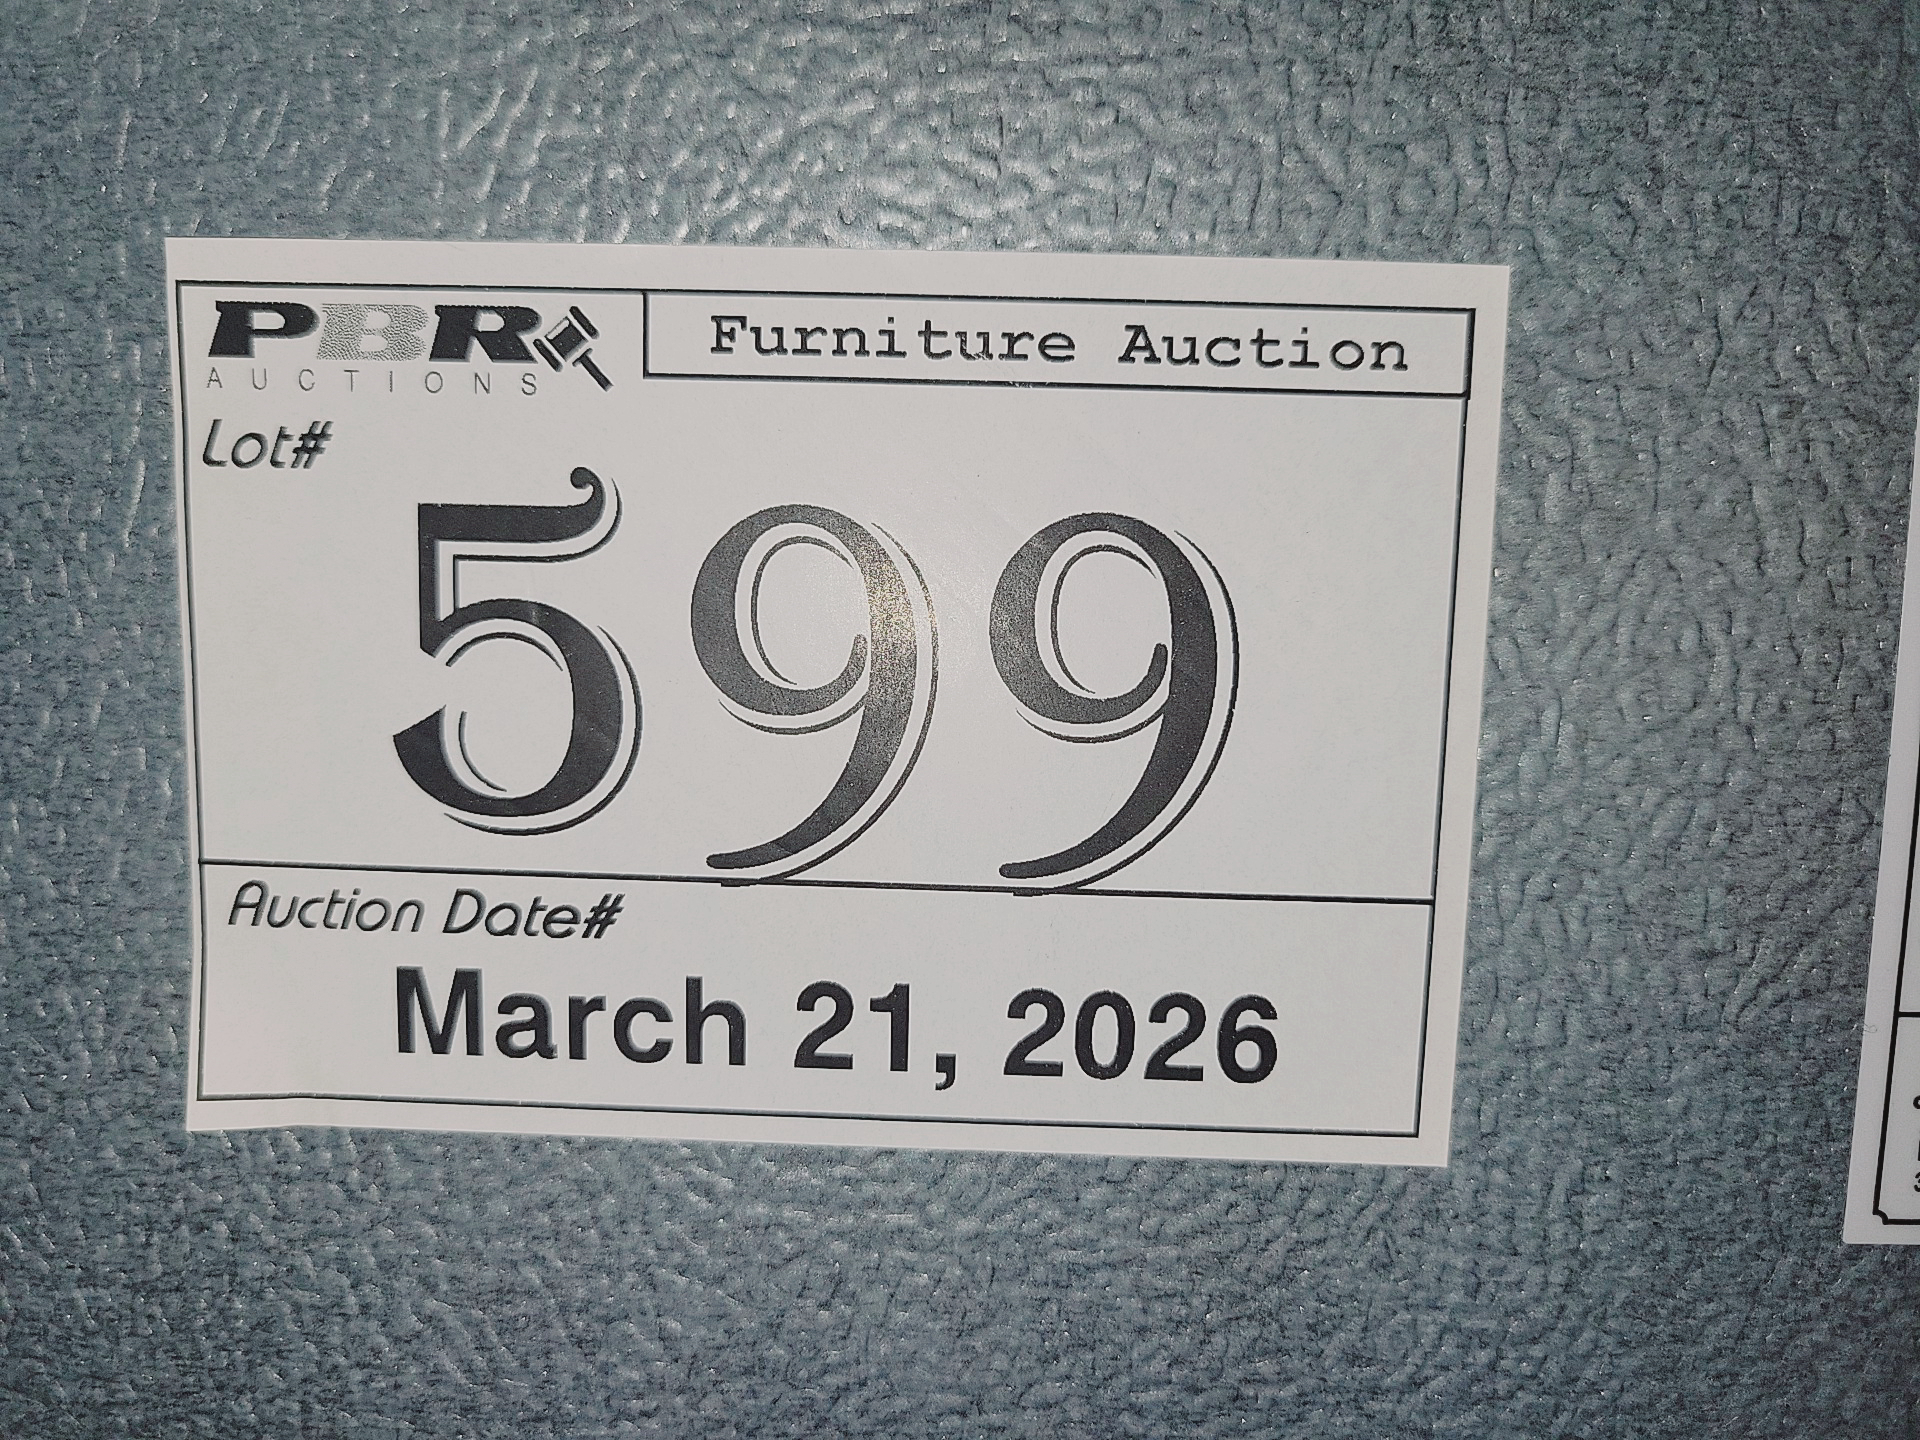 PBR
AUCTIONS
Furniture Auction
Lot#
599
Auction Date#
March 21, 2026